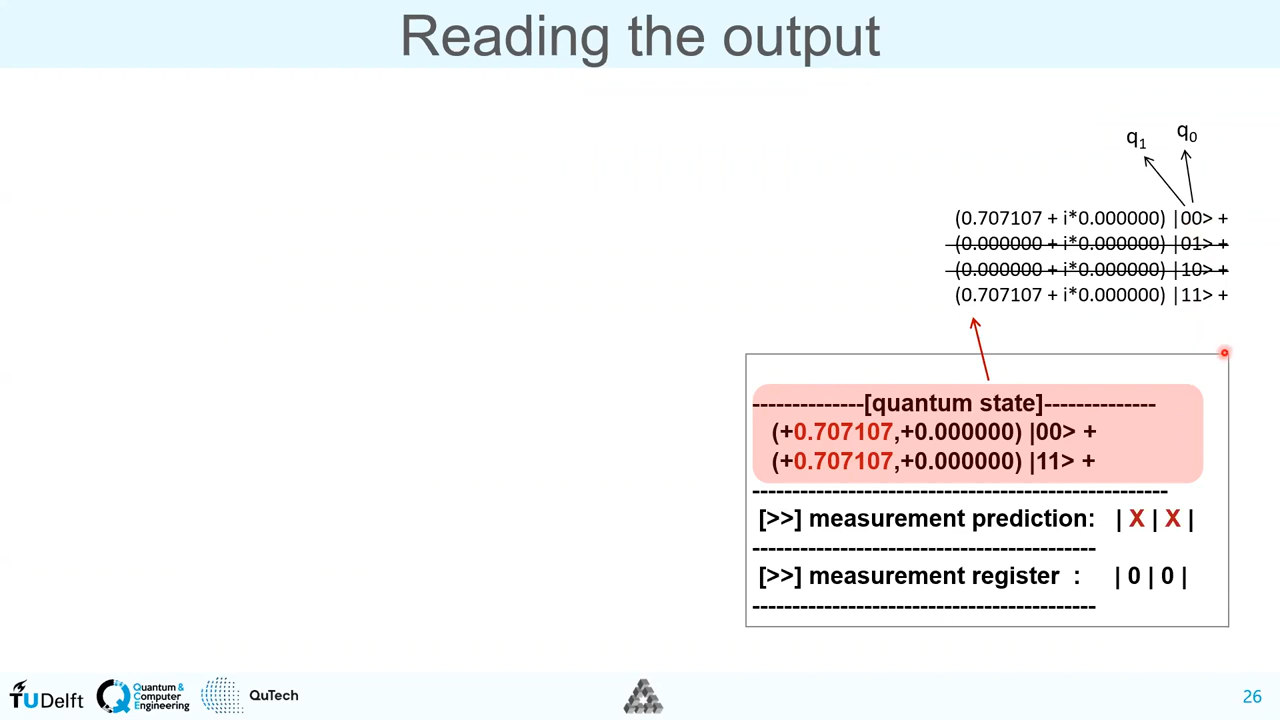 Reading the output
q1 q0
(0.707107 + i*0.000000) |00> +
(0.000000 + i*0.000000) |01> +
(0.000000 + i*0.000000) |10> +
(0.707107 + i*0.000000) |11> +
--------------[quantum state]--------------
(+0.707107,+0.000000) |00> +
(+0.707107,+0.000000) |11> +
----------------------------------------------------
[>>] measurement prediction: | X | X |
-------------------------------------------
[>>] measurement register : | 0 | 0 |
-------------------------------------------
TU Delft
Quantum &
Computer
Engineering
QuTech
26